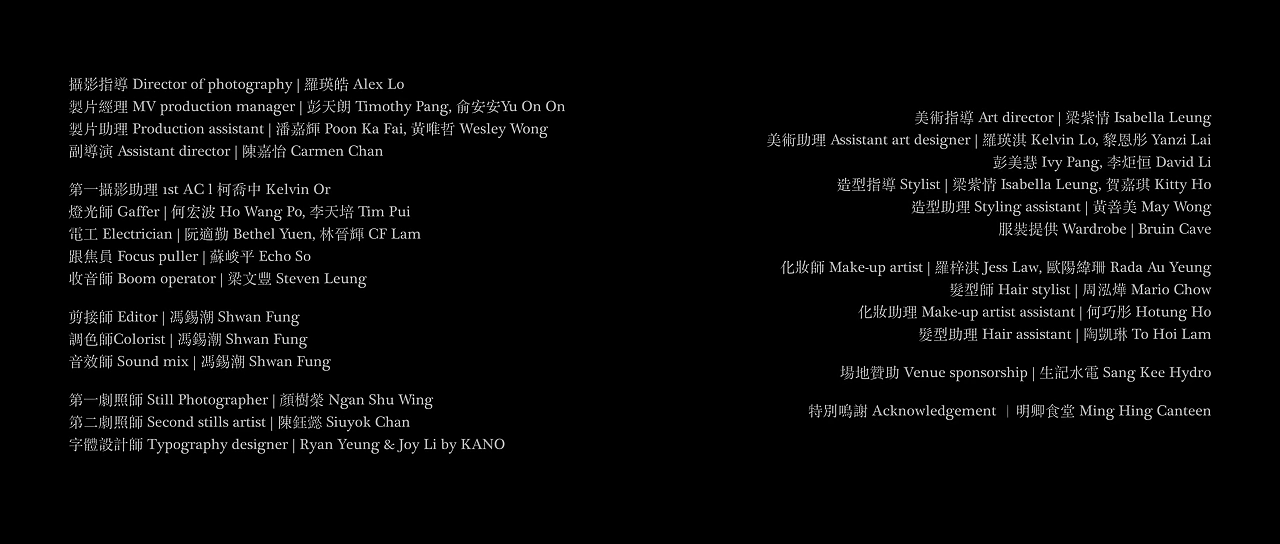 攝影指導 Director of photography | 羅瑛皓 Alex Lo
製片經理 MV production manager | 彭天朗 Timothy Pang, 俞安安Yu On On
製片助理 Production assistant | 潘嘉輝 Poon Ka Fai, 黃唯哲 Wesley Wong
副導演 Assistant director | 陳嘉怡 Carmen Chan
第一攝影助理 1st AC l 柯喬中 Kelvin Or
燈光師 Gaffer | 何宏波 Ho Wang Po, 李天培 Tim Pui
電工 Electrician | 阮適勤 Bethel Yuen, 林晉輝 CF Lam
跟焦員 Focus puller | 蘇峻平 Echo So
收音師 Boom operator | 梁文豐 Steven Leung
剪接師 Editor | 馮錫潮 Shwan Fung
調色師Colorist | 馮錫潮 Shwan Fung
音效師 Sound mix | 馮錫潮 Shwan Fung
第一劇照師 Still Photographer | 顏樹榮 Ngan Shu Wing
第二劇照師 Second stills artist | 陳鈺懿 Siuyok Chan
字體設計師 Typography designer | Ryan Yeung & Joy Li by KANO
美術指導 Art director | 梁紫情 Isabella Leung
美術助理 Assistant art designer | 羅瑛淇 Kelvin Lo, 黎恩彤 Yanzi Lai
彭美慧 Ivy Pang, 李炬恒 David Li
造型指導 Stylist | 梁紫情 Isabella Leung, 賀嘉琪 Kitty Ho
造型助理 Styling assistant | 黃善美 May Wong
服裝提供 Wardrobe | Bruin Cave
化妝師 Make-up artist | 羅梓淇 Jess Law, 歐陽緯珊 Rada Au Yeung
髮型師 Hair stylist | 周泓燁 Mario Chow
化妝助理 Make-up artist assistant | 何巧彤 Hotung Ho
髮型助理 Hair assistant | 陶凱琳 To Hoi Lam
場地贊助 Venue sponsorship | 生記水電 Sang Kee Hydro
特別鳴謝 Acknowledgement ｜明卿食堂 Ming Hing Canteen